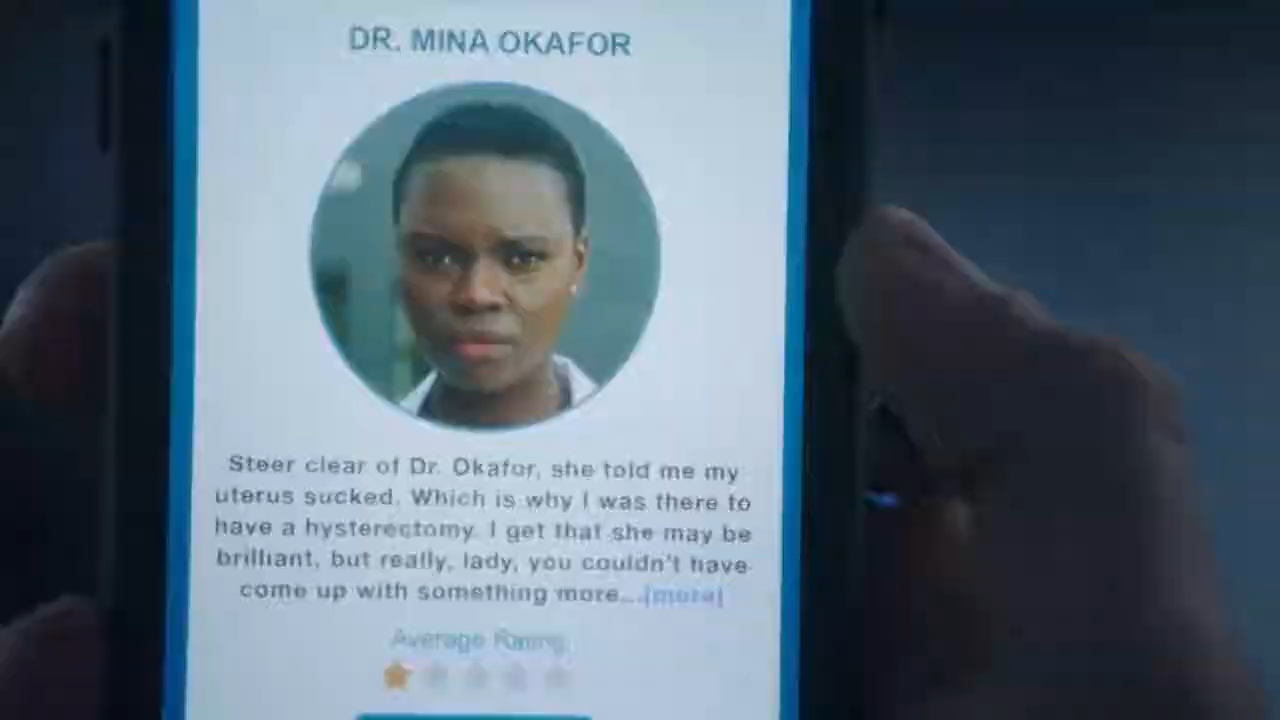 DR. MINA OKAFOR
Steer clear of Dr. Okafor, she told me my
uterus sucked. Which is why I was there to
have a hysterectomy. I get that she may be
brilliant, but really, lady, you couldn't have
come up with something more...[more]
Average Rating: